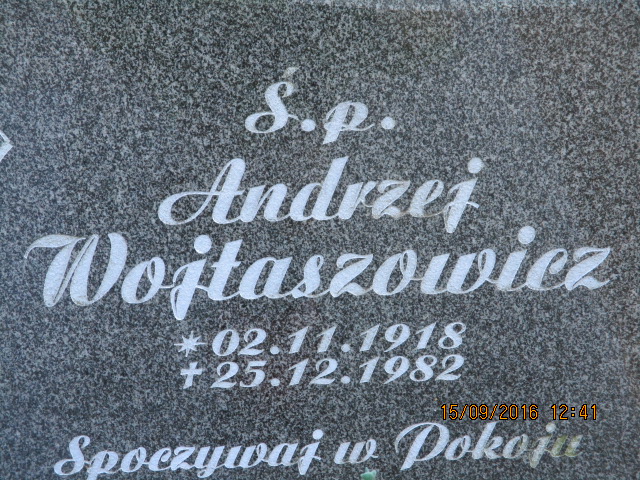 Ś.p.
Andrzej
Wojtaszowicz
*02.11.1918
✝25.12.1982
15/09/2016 12:41
Spoczywaj w Pokoju